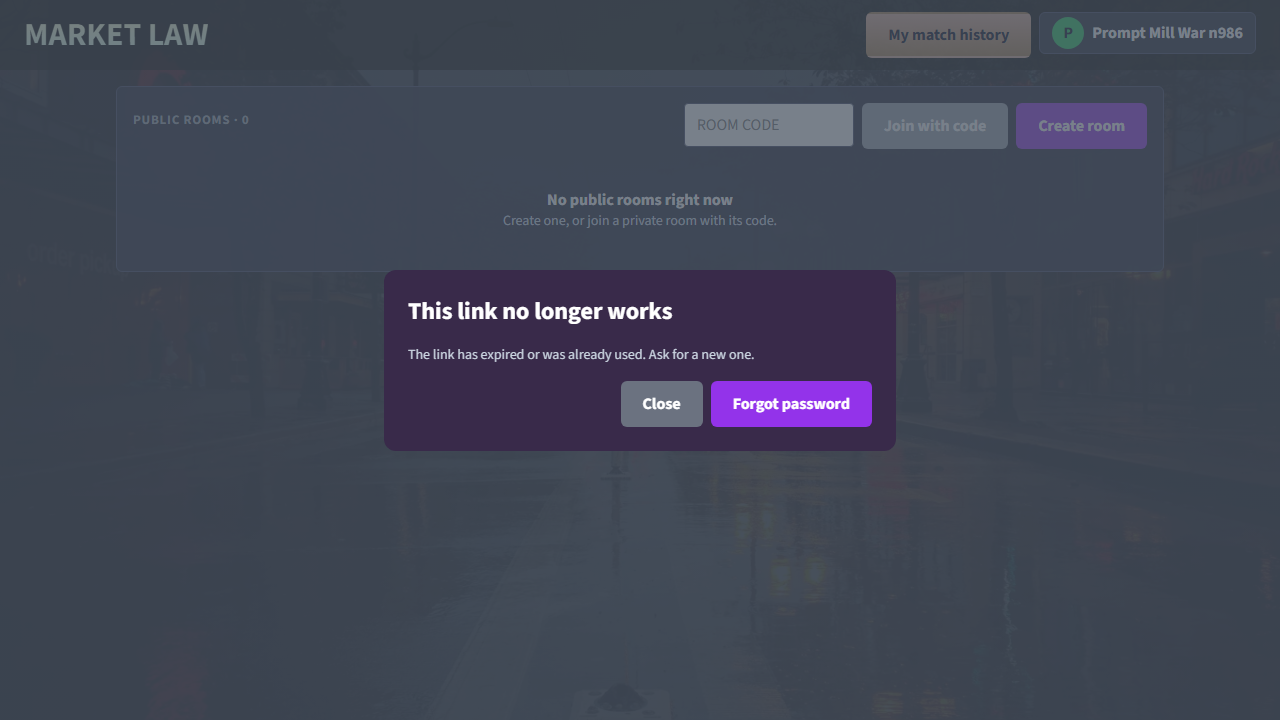 MARKET LAW
My match history
P
Prompt Mill War n986
PUBLIC ROOMS · 0
ROOM CODE
Join with code
Create room
No public rooms right now
Create one, or join a private room with its code.
This link no longer works
The link has expired or was already used. Ask for a new one.
Close
Forgot password